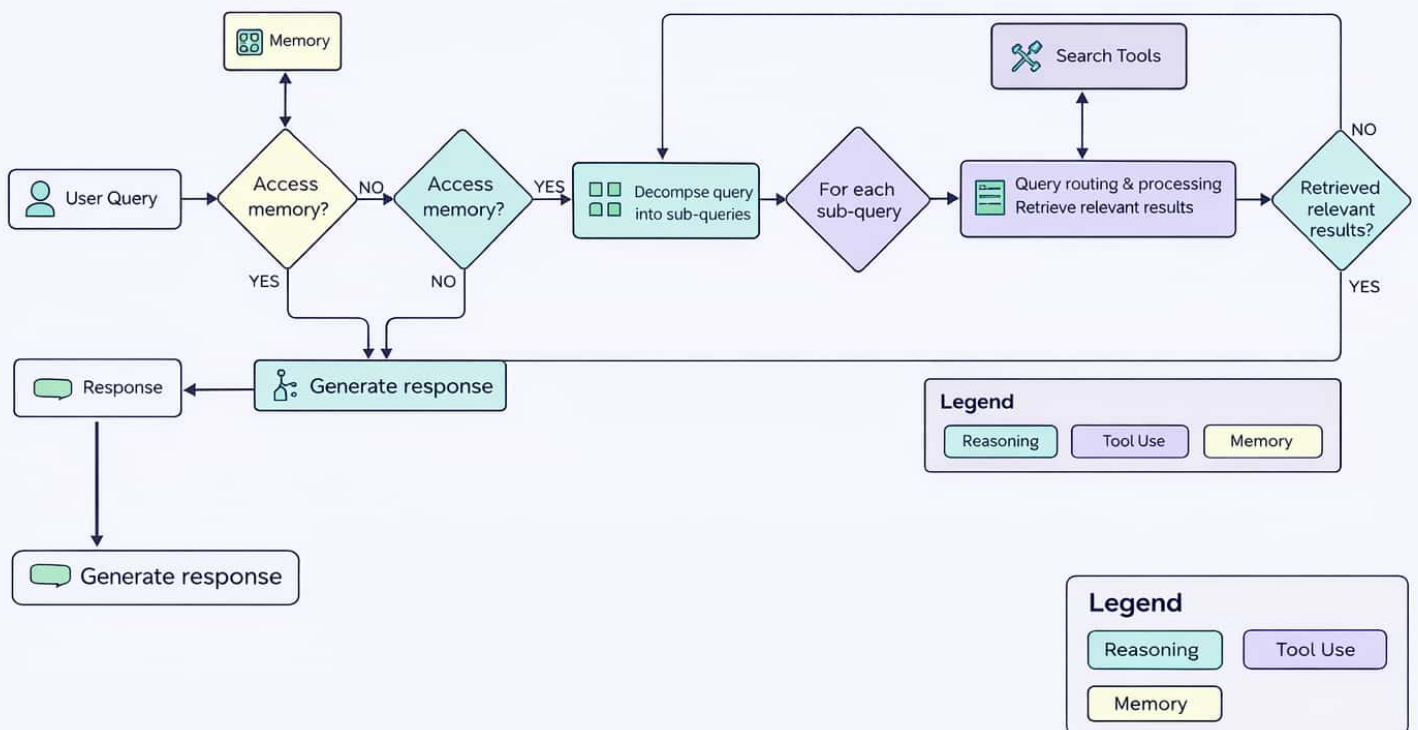 Memory
Search Tools
NO
User Query
Access
memory?
NO
Access
memory?
YES
Decompse query
into sub-queries
For each
sub-query
Query routing & processing
Retrieve relevant results
Retrieved
relevant
results?
YES
NO
YES
Response
Generate response
Legend
Reasoning
Tool Use
Memory
Generate response
Legend
Reasoning
Tool Use
Memory